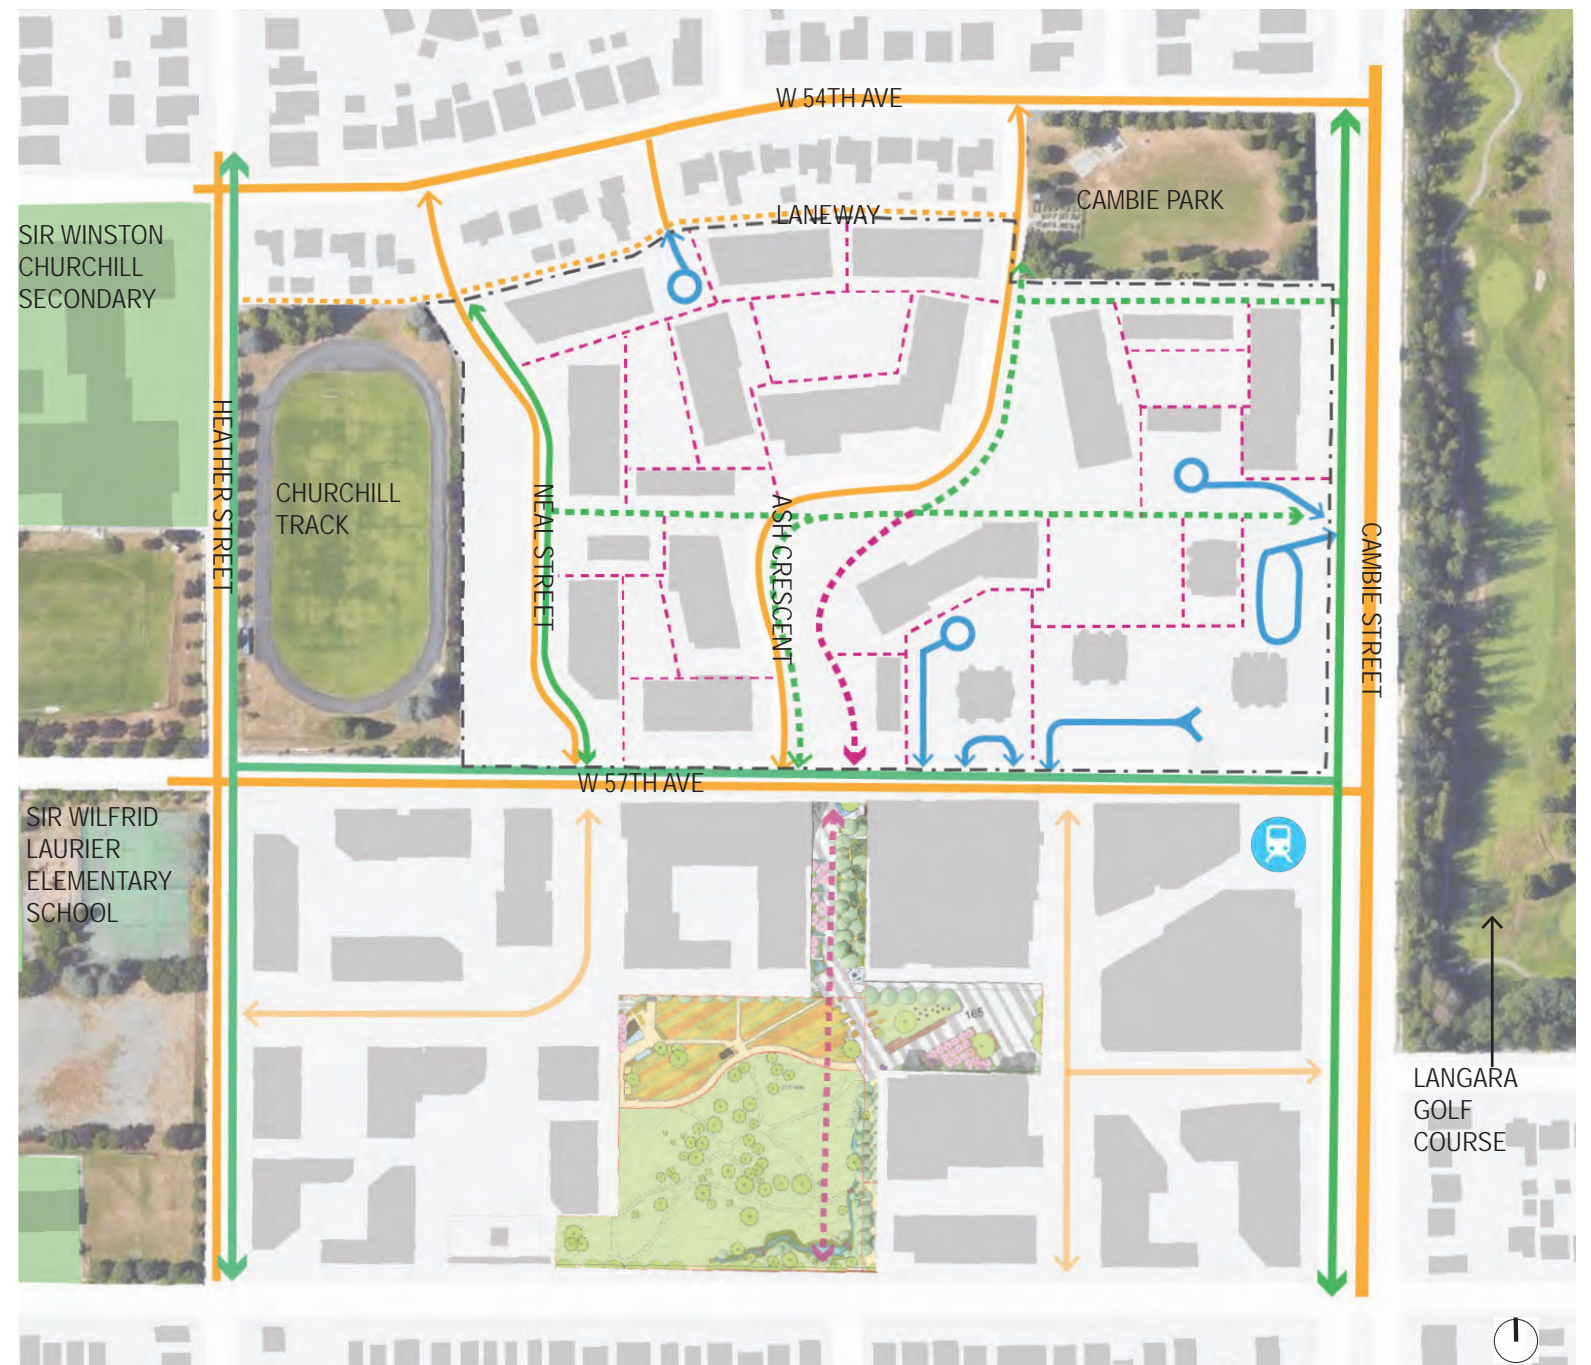 W 54TH AVE
CAMBIE PARK
LANEWAY
SIR WINSTON
CHURCHILL
SECONDARY
HEATHER STREET
CHURCHILL
TRACK
NEAL STREET
ASH CRESCENT
CAMBIE STREET
W 57TH AVE
SIR WILFRID
LAURIER
ELEMENTARY
SCHOOL
165
LANGARA
GOLF
COURSE